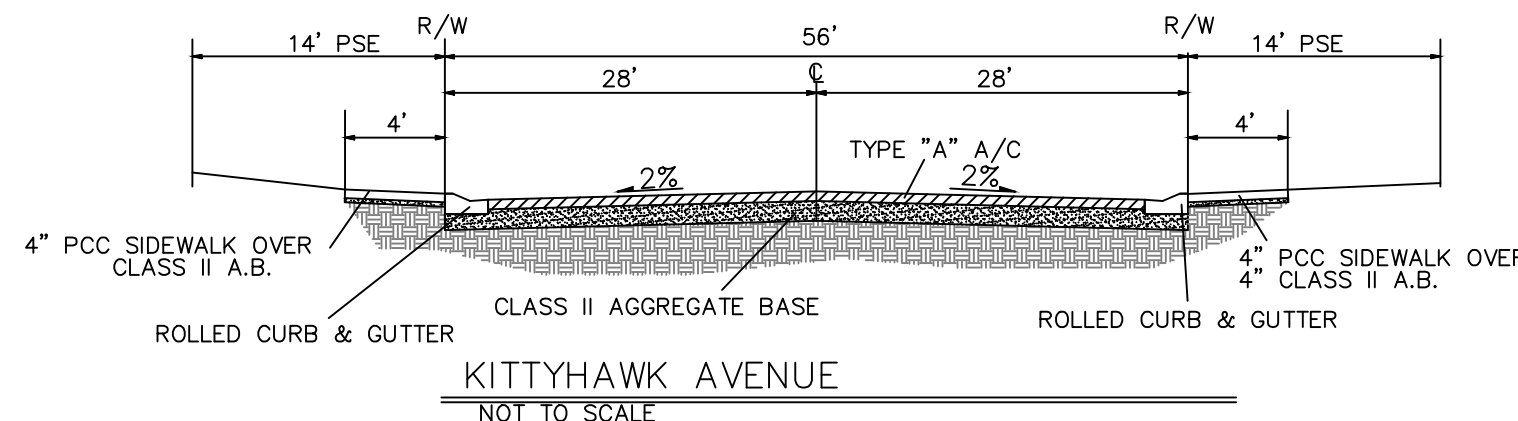 R/W
R/W
14' PSE
56'
14' PSE
28'
℄
28'
4'
4'
TYPE "A" A/C
2%
2%
4" PCC SIDEWALK OVER
CLASS II A.B.
4" PCC SIDEWALK OVER
4" CLASS II A.B.
CLASS II AGGREGATE BASE
ROLLED CURB & GUTTER
ROLLED CURB & GUTTER
KITTYHAWK AVENUE
NOT TO SCALE